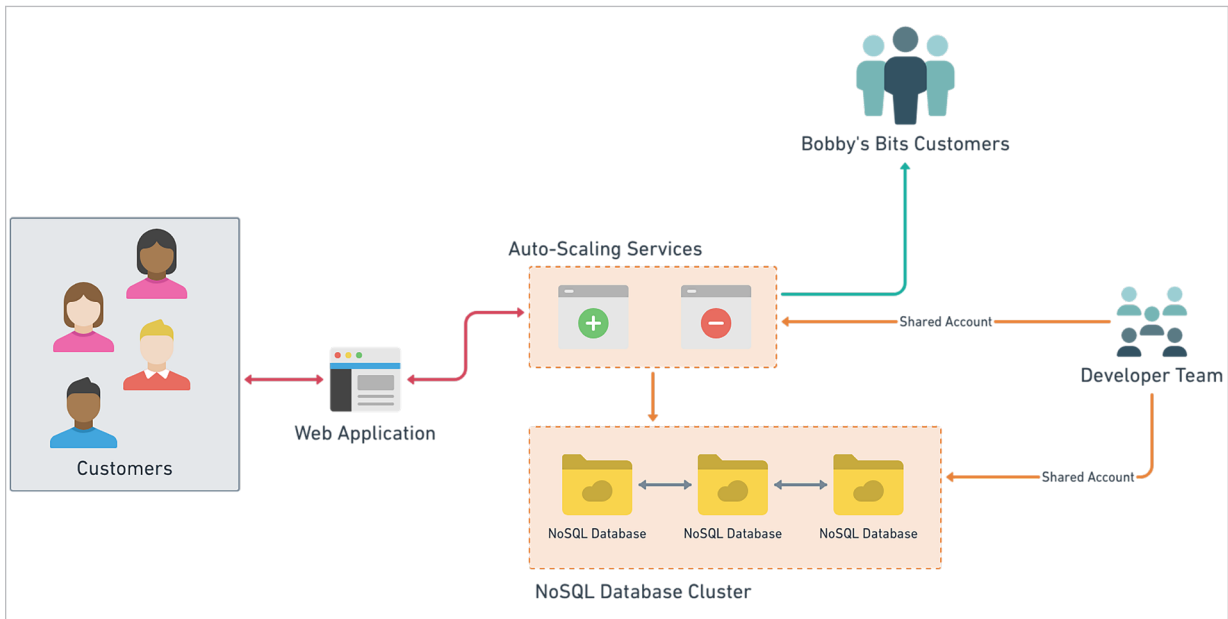 Bobby's Bits Customers
Auto-Scaling Services
Shared Account
Developer Team
Web Application
Customers
Shared Account
NoSQL Database
NoSQL Database
NoSQL Database
NoSQL Database Cluster